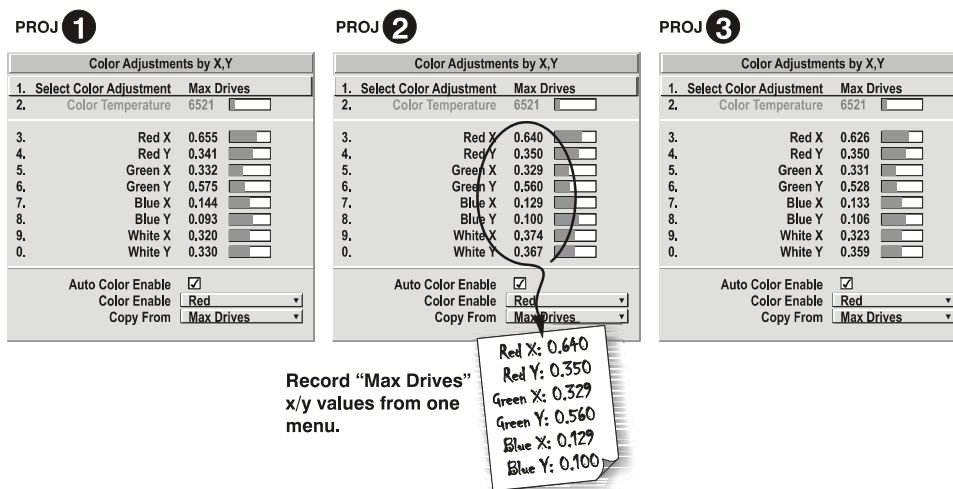 PROJ 1
Color Adjustments by X,Y
1. Select Color Adjustment Max Drives
2. Color Temperature 6521
3. Red X 0.655
4. Red Y 0.341
5. Green X 0.332
6. Green Y 0.575
7. Blue X 0.144
8. Blue Y 0.093
9. White X 0.320
0. White Y 0.330
Auto Color Enable
Color Enable Red
Copy From Max Drives
PROJ 2
Color Adjustments by X,Y
1. Select Color Adjustment Max Drives
2. Color Temperature 6521
3. Red X 0.640
4. Red Y 0.350
5. Green X 0.329
6. Green Y 0.560
7. Blue X 0.129
8. Blue Y 0.100
9. White X 0.374
0. White Y 0.367
Auto Color Enable
Color Enable Red
Copy From Max Drives
PROJ 3
Color Adjustments by X,Y
1. Select Color Adjustment Max Drives
2. Color Temperature 6521
3. Red X 0.626
4. Red Y 0.350
5. Green X 0.331
6. Green Y 0.528
7. Blue X 0.133
8. Blue Y 0.106
9. White X 0.323
0. White Y 0.359
Auto Color Enable
Color Enable Red
Copy From Max Drives
Record “Max Drives”
x/y values from one
menu.
Red X: 0.640
Red Y: 0.350
Green X: 0.329
Green Y: 0.560
Blue X: 0.129
Blue Y: 0.100